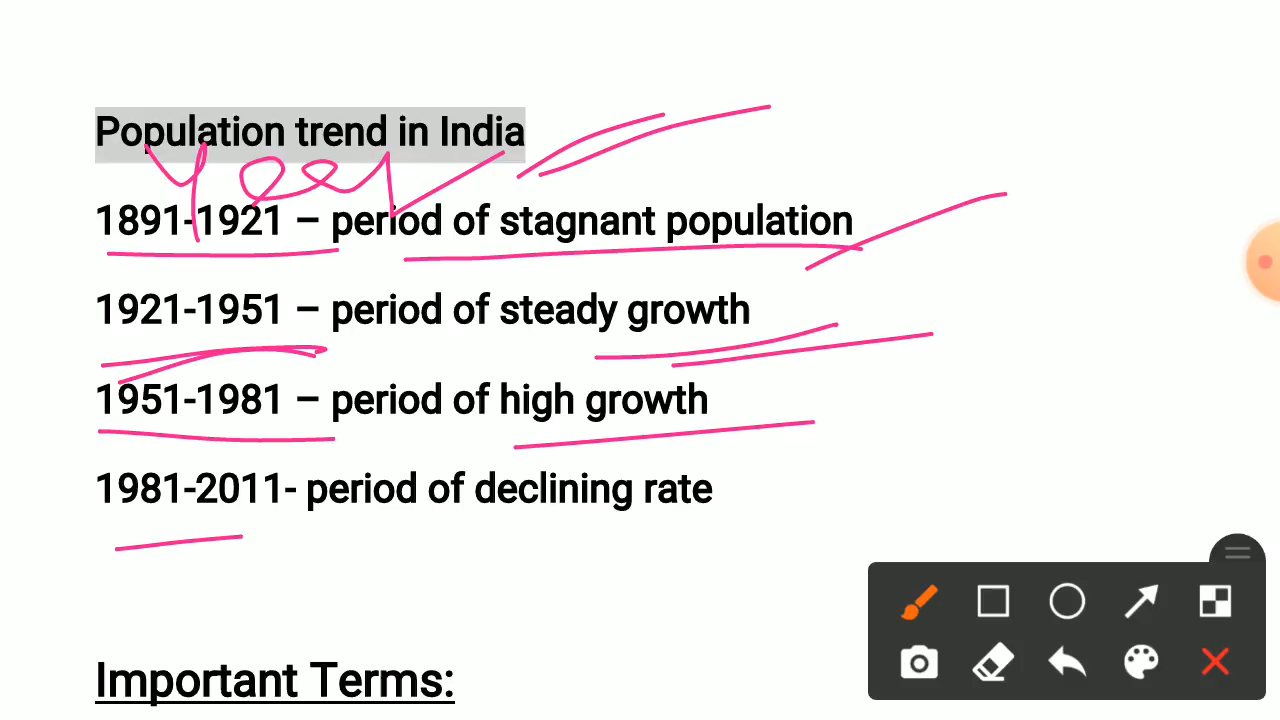 Population trend in India
Year
1891-1921 – period of stagnant population
1921-1951 – period of steady growth
1951-1981 – period of high growth
1981-2011- period of declining rate
Important Terms: